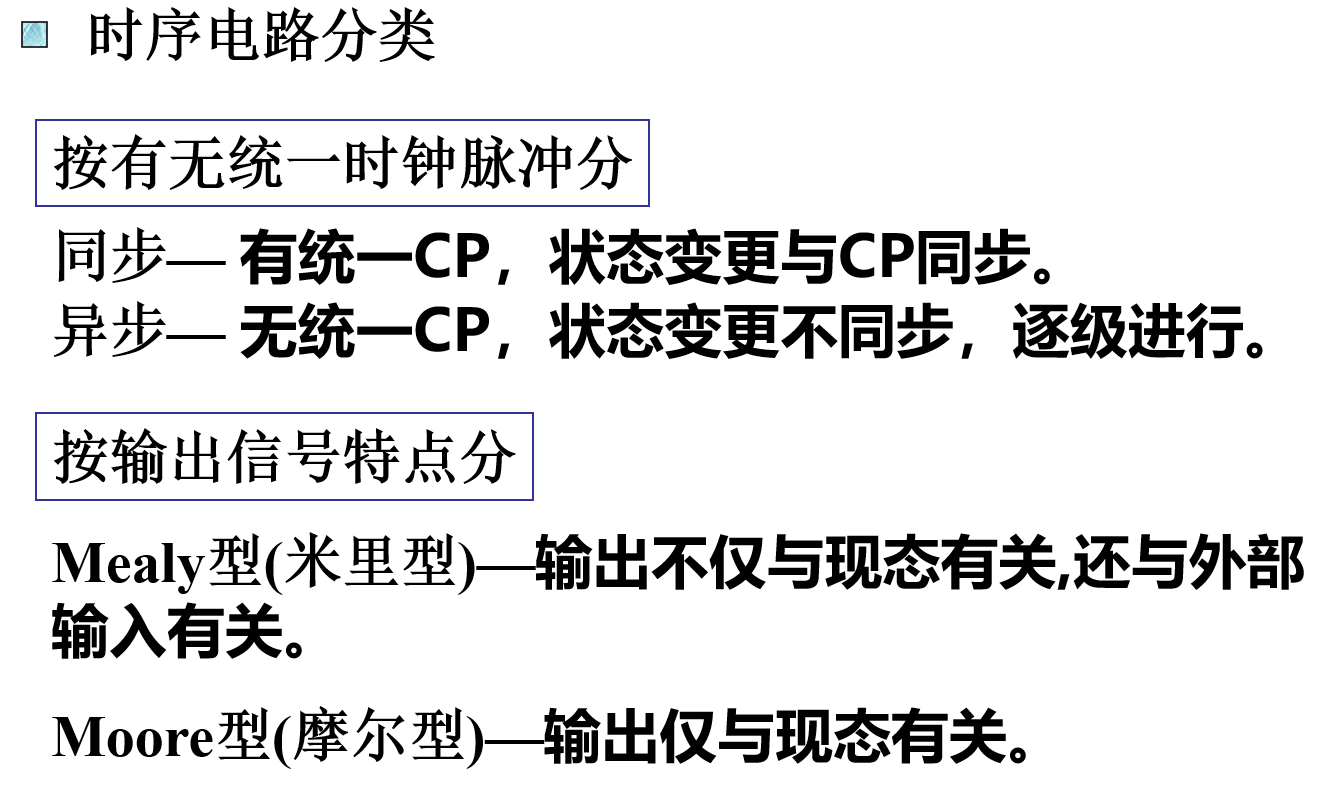 时序电路分类
按有无统一时钟脉冲分
同步— 有统一CP，状态变更与CP同步。
异步— 无统一CP，状态变更不同步，逐级进行。
按输出信号特点分
Mealy型(米里型)—输出不仅与现态有关,还与外部
输入有关。
Moore型(摩尔型)—输出仅与现态有关。